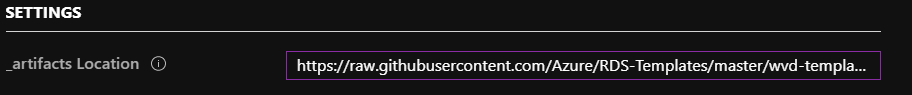 SETTINGS
_artifacts Location
https://raw.githubusercontent.com/Azure/RDS-Templates/master/wvd-templa...